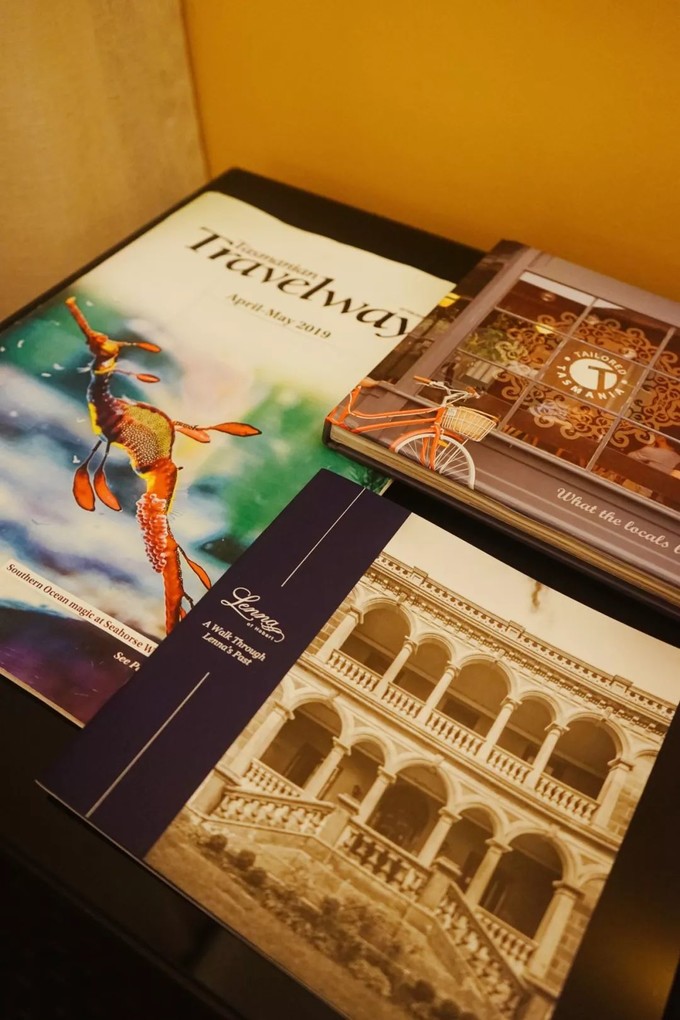 Tasmanian
Travelways
April-May 2019
Southern Ocean magic at Seahorse W
See P
TAILORED
T
TASMANIA
What the locals
Lenna
of Hobart
A Walk Through
Lenna's Past